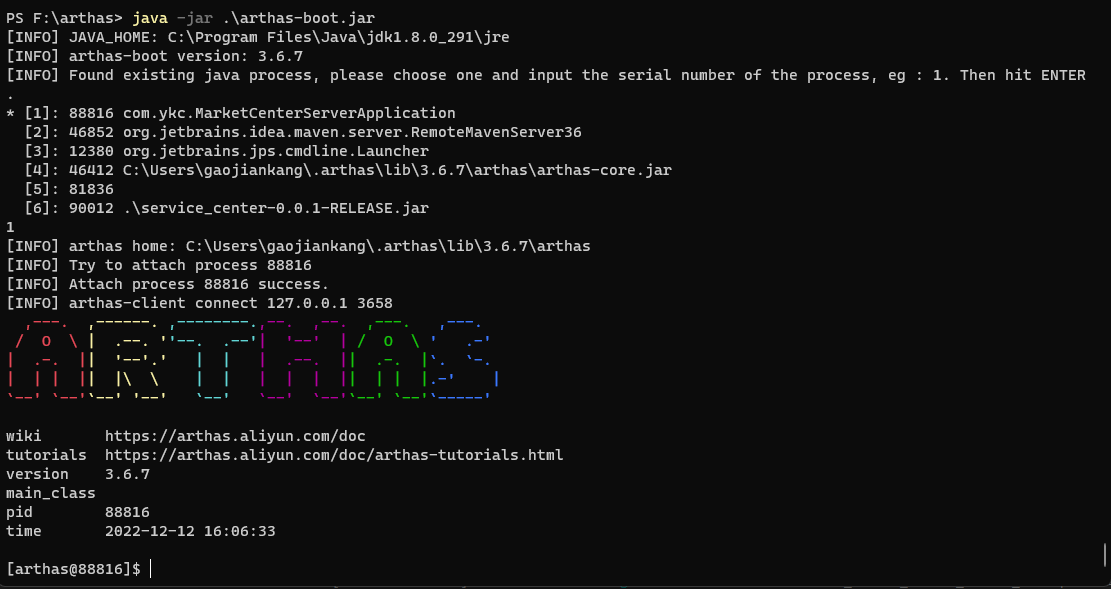 PS F:\arthas> java -jar .\arthas-boot.jar
[INFO] JAVA_HOME: C:\Program Files\Java\jdk1.8.0_291\jre
[INFO] arthas-boot version: 3.6.7
[INFO] Found existing java process, please choose one and input the serial number of the process, eg : 1. Then hit ENTER
.
* [1]: 88816 com.ykc.MarketCenterServerApplication
  [2]: 46852 org.jetbrains.idea.maven.server.RemoteMavenServer36
  [3]: 12380 org.jetbrains.jps.cmdline.Launcher
  [4]: 46412 C:\Users\gaojiankang\.arthas\lib\3.6.7\arthas\arthas-core.jar
  [5]: 81836
  [6]: 90012 .\service_center-0.0.1-RELEASE.jar
1
[INFO] arthas home: C:\Users\gaojiankang\.arthas\lib\3.6.7\arthas
[INFO] Try to attach process 88816
[INFO] Attach process 88816 success.
[INFO] arthas-client connect 127.0.0.1 3658
ARTHAS
wiki       https://arthas.aliyun.com/doc
tutorials  https://arthas.aliyun.com/doc/arthas-tutorials.html
version    3.6.7
main_class
pid        88816
time       2022-12-12 16:06:33
[arthas@88816]$